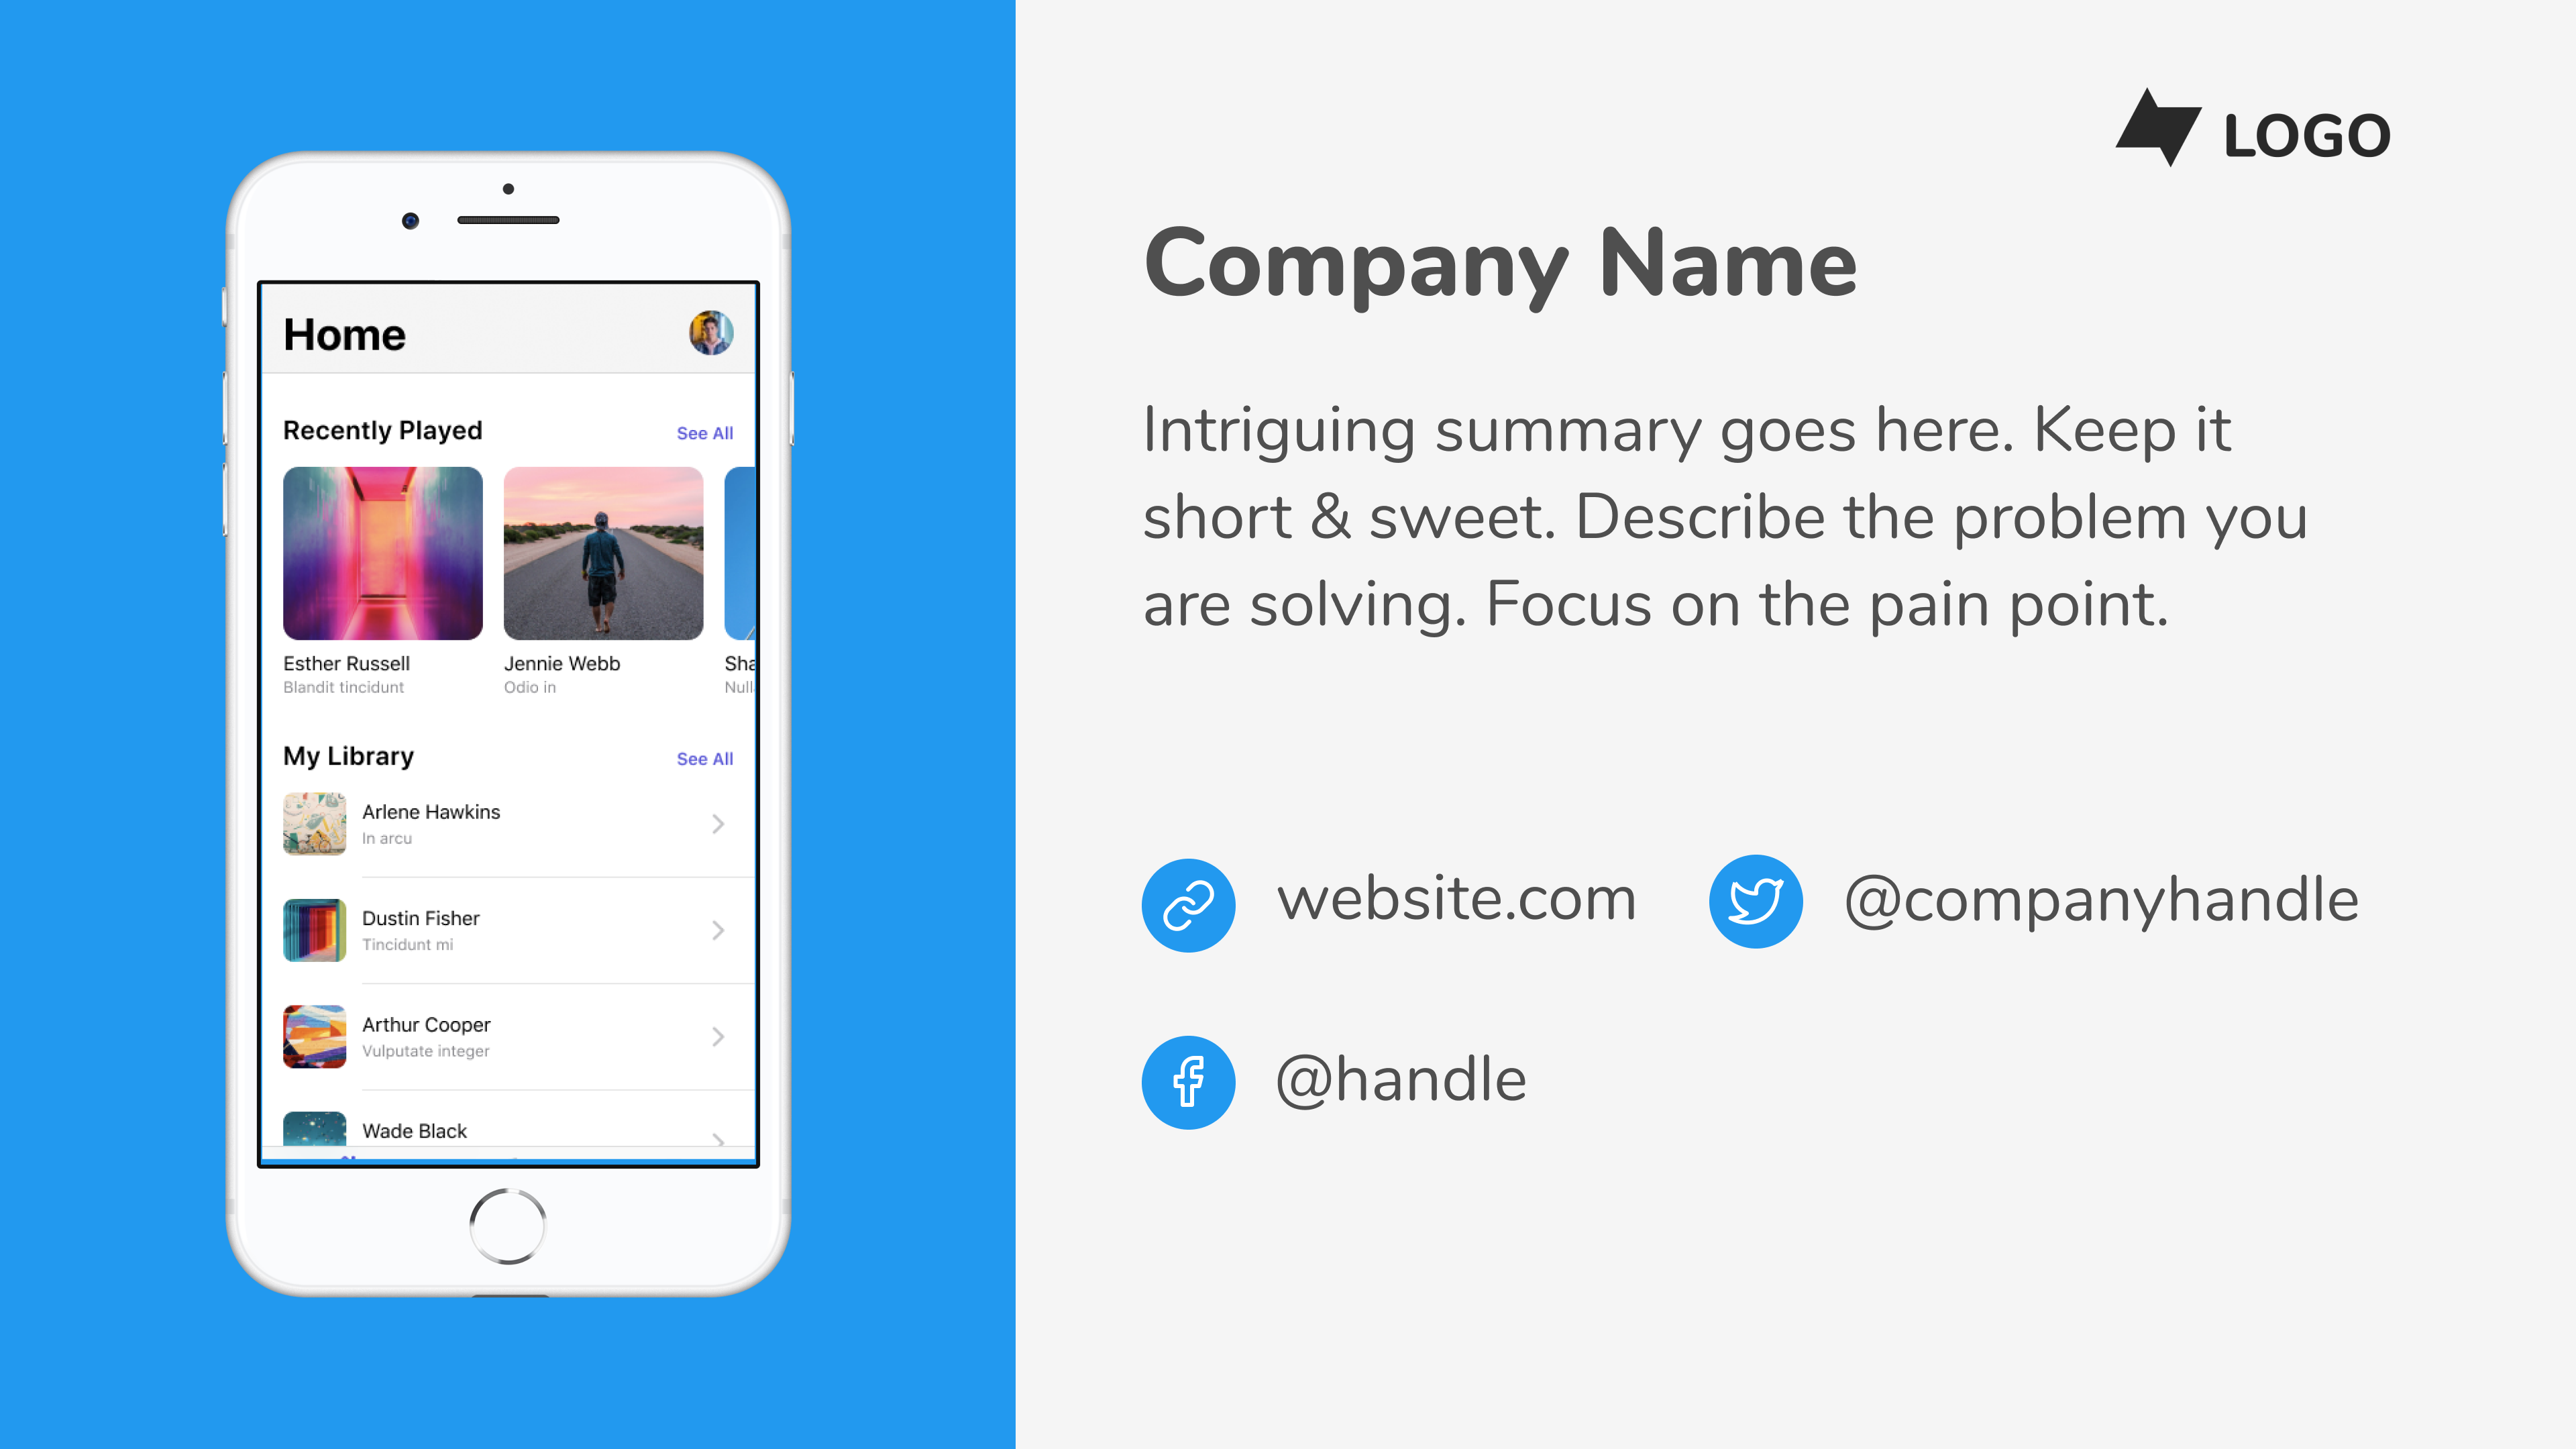 Home
Recently Played
See All
Esther Russell
Blandit tincidunt
Jennie Webb
Odio in
Sha
Null
My Library
See All
Arlene Hawkins
In arcu
Dustin Fisher
Tincidunt mi
Arthur Cooper
Vulputate integer
Wade Black
LOGO
Company Name
Intriguing summary goes here. Keep it
short & sweet. Describe the problem you
are solving. Focus on the pain point.
website.com
@companyhandle
@handle